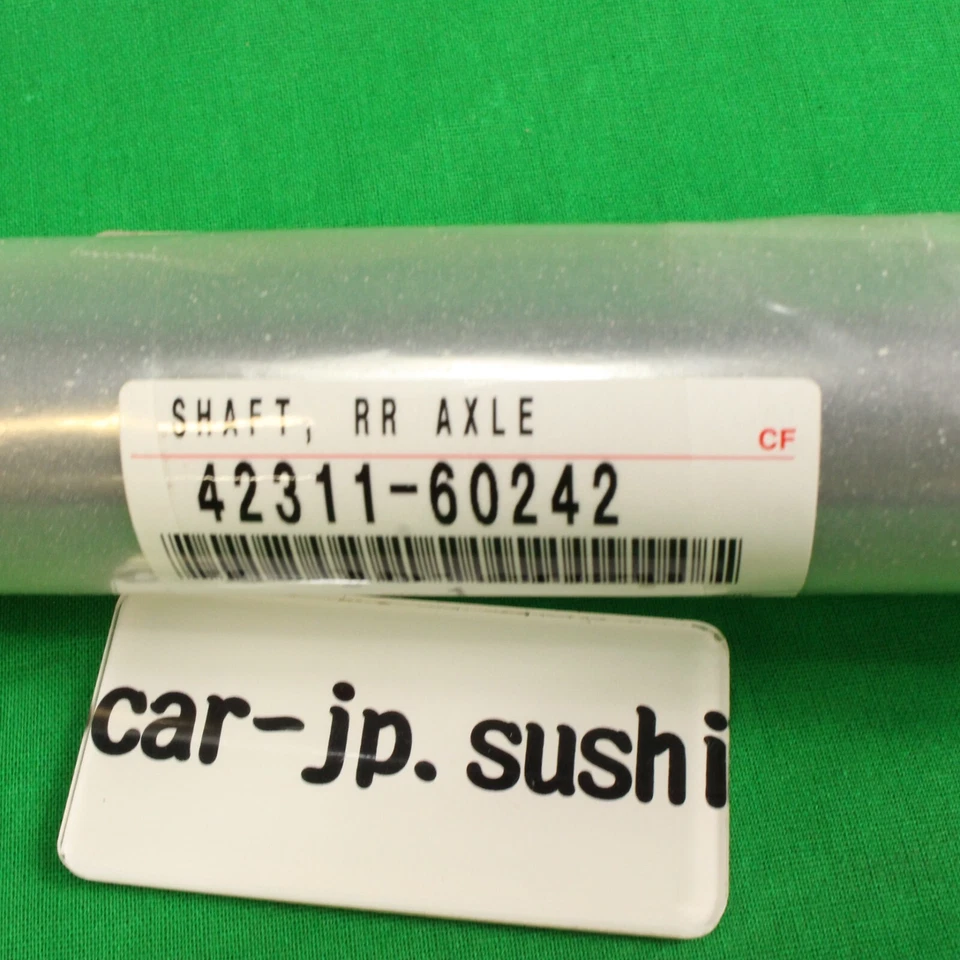 SHAFT, RR AXLE
CF
42311-60242
car-jp.sushi